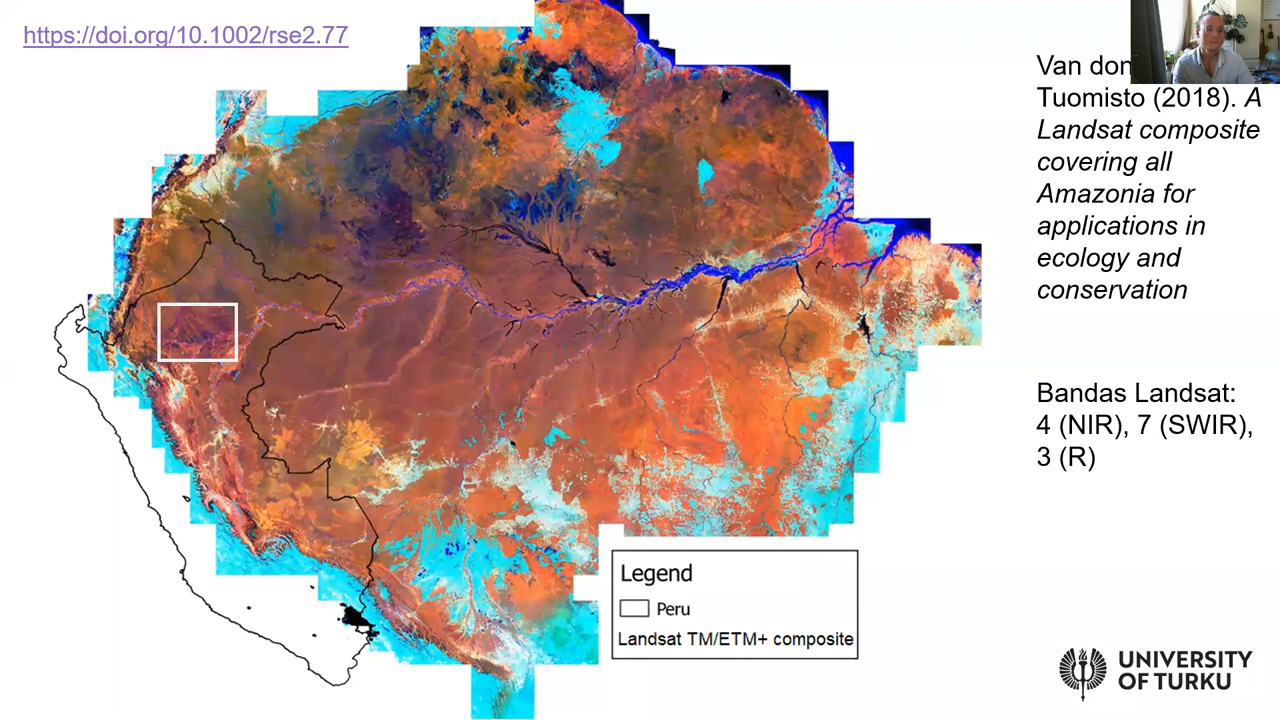 https://doi.org/10.1002/rse2.77
Van don
Tuomisto (2018). A
Landsat composite
covering all
Amazonia for
applications in
ecology and
conservation
Bandas Landsat:
4 (NIR), 7 (SWIR),
3 (R)
Legend
Peru
Landsat TM/ETM+ composite
UNIVERSITY
OF TURKU